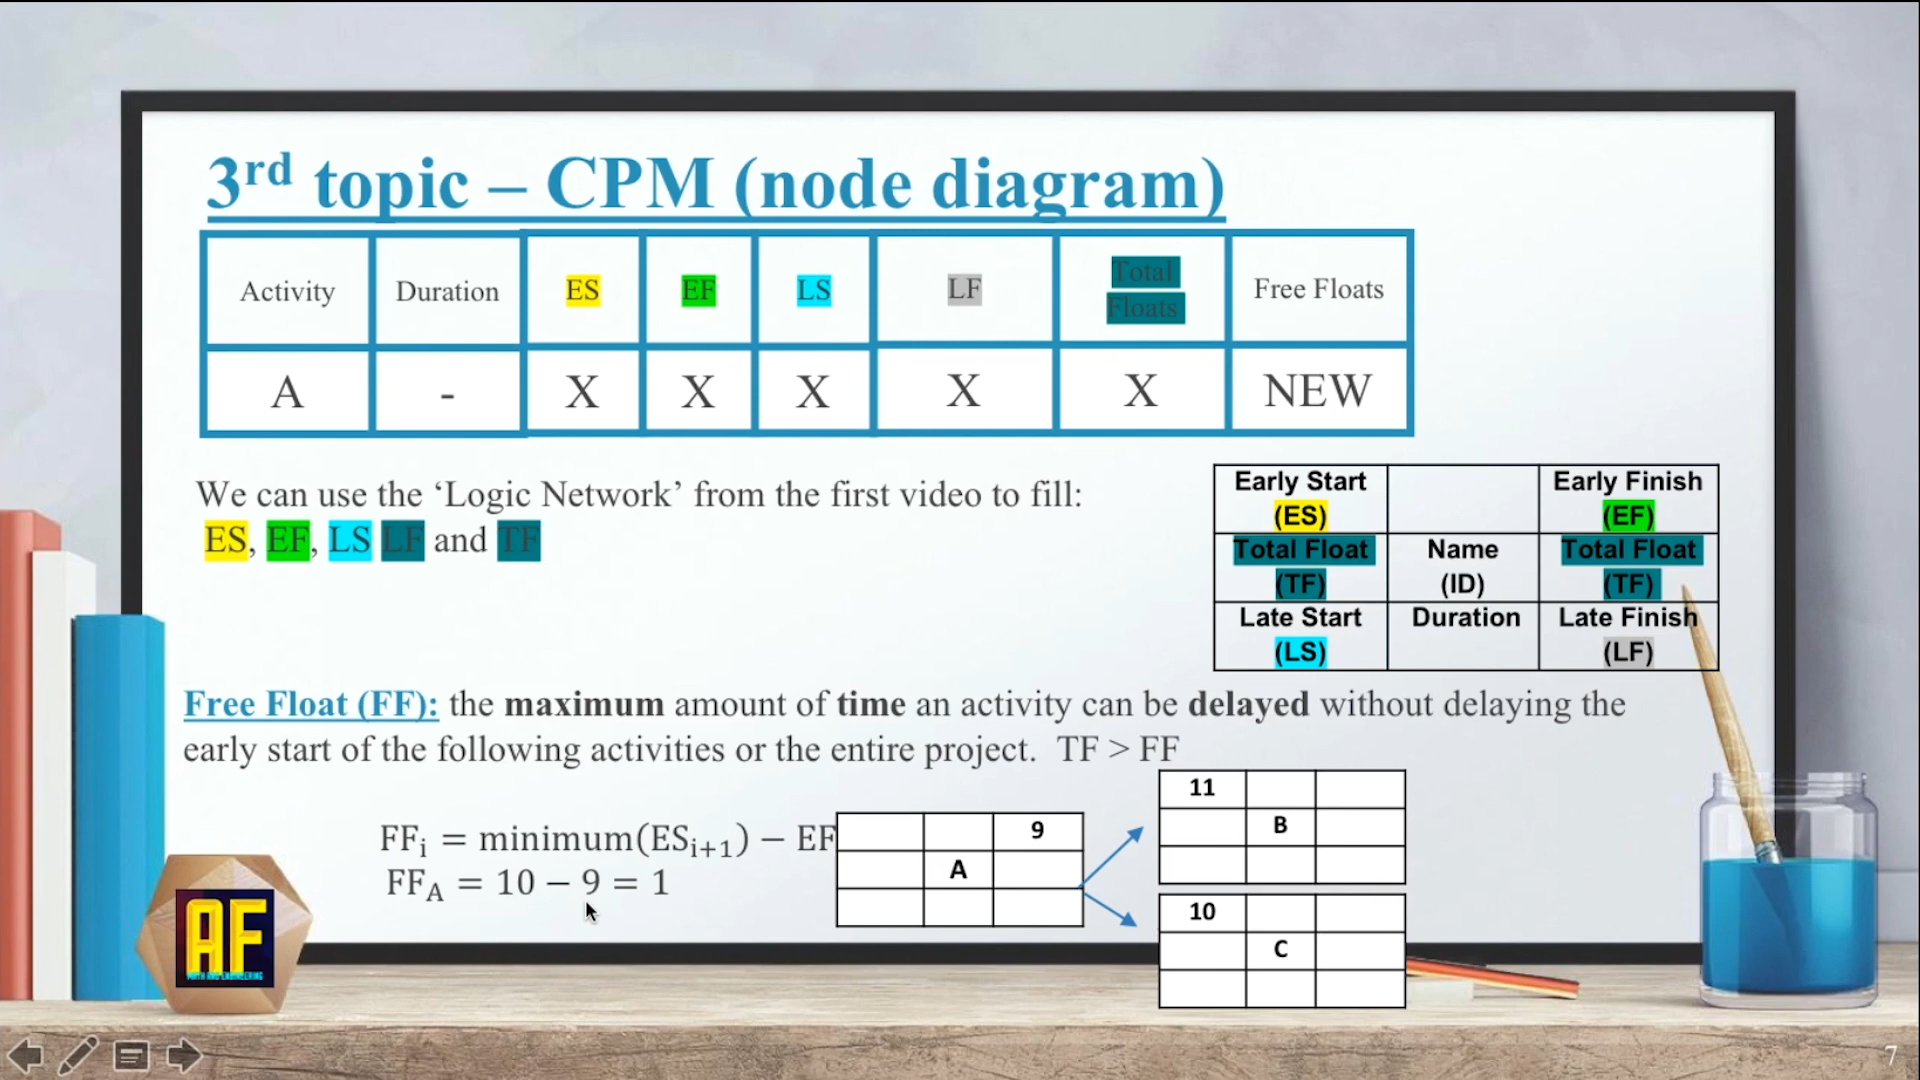 3rd topic – CPM (node diagram)
Activity Duration ES EF LS LF Total Floats Free Floats
A - X X X X X NEW
We can use the ‘Logic Network’ from the first video to fill:
ES, EF, LS LF and TF
Early Start (ES) Early Finish (EF)
Total Float (TF) Name (ID) Total Float (TF)
Late Start (LS) Duration Late Finish (LF)
Free Float (FF): the maximum amount of time an activity can be delayed without delaying the
early start of the following activities or the entire project. TF > FF
FFi = minimum(ESi+1) – EF
FFA = 10 – 9 = 1
9
A
11
B
10
C
AF
MATH AND ENGINEERING
7